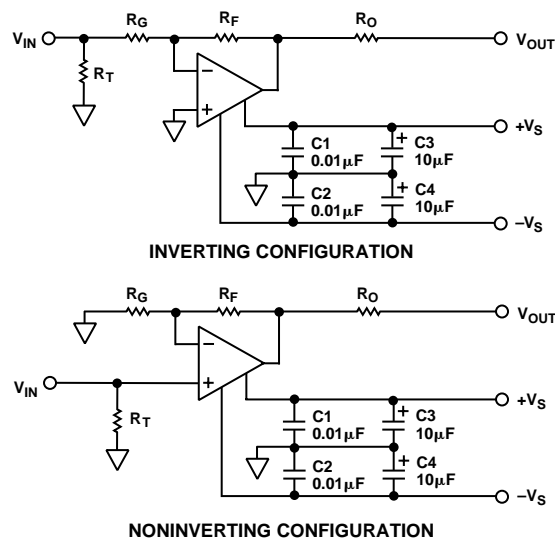 R_G R_F R_O
V_IN V_OUT
R_T
−
+
+V_S
C1 + C3
0.01µF 10µF
C2 + C4
0.01µF 10µF
−V_S
INVERTING CONFIGURATION
R_G R_F R_O
V_OUT
−
V_IN +
+V_S
R_T
C1 + C3
0.01µF 10µF
C2 + C4
0.01µF 10µF
−V_S
NONINVERTING CONFIGURATION